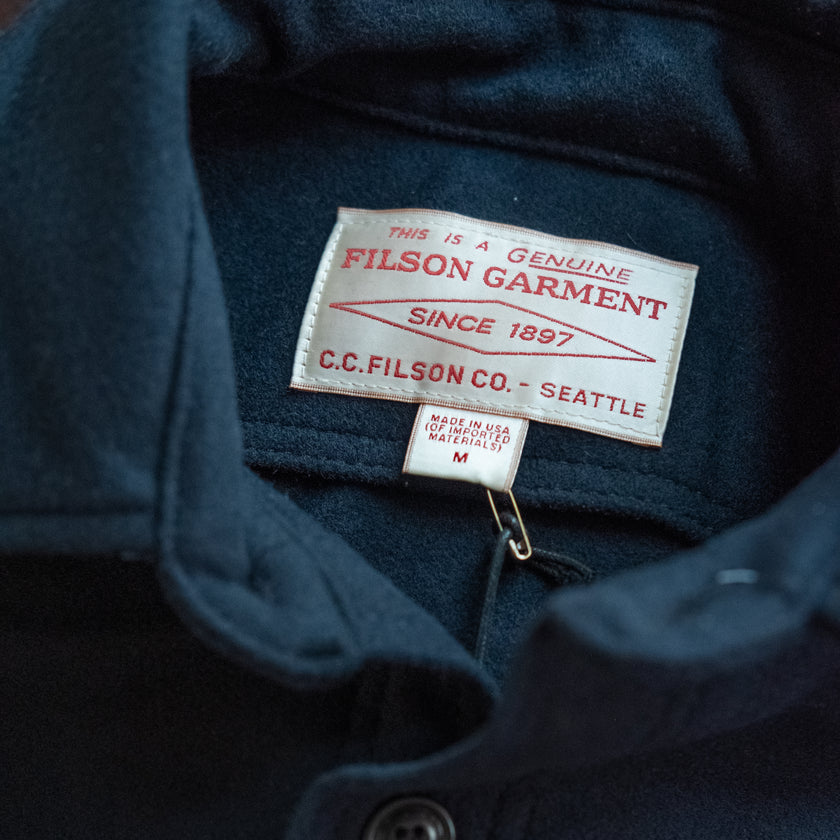 THIS IS A GENUINE
FILSON GARMENT
SINCE 1897
C.C.FILSON CO. - SEATTLE
MADE IN USA
(OF IMPORTED
MATERIALS)
M